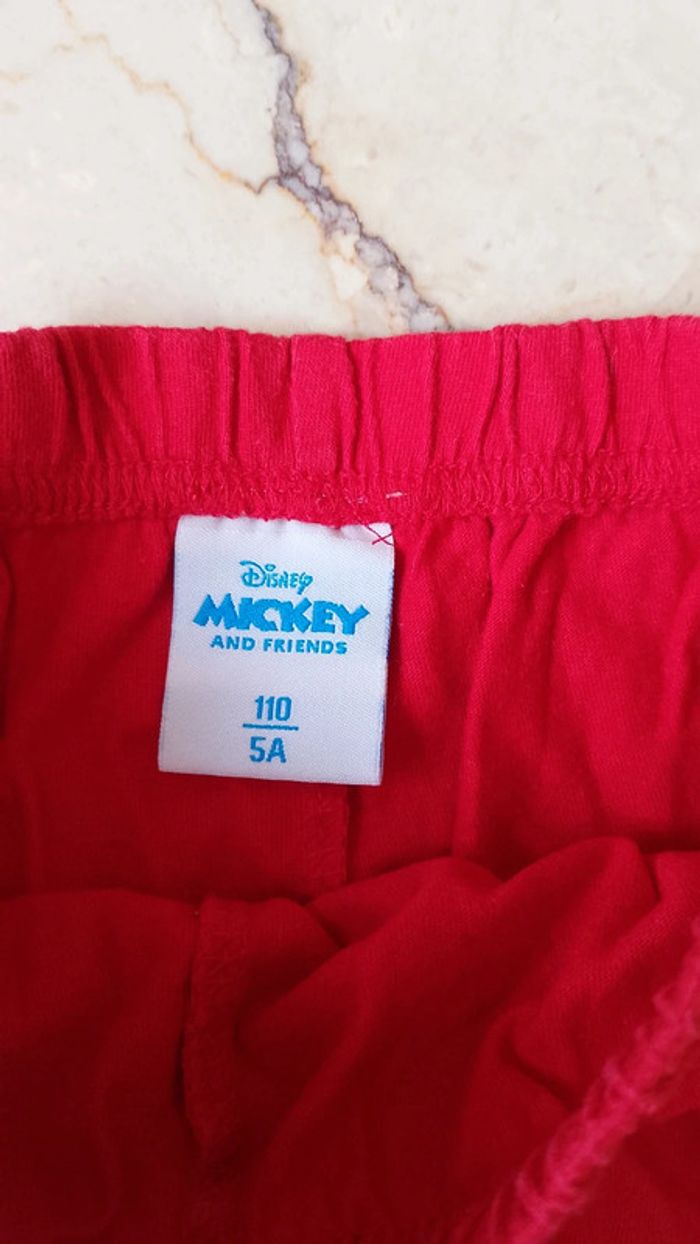 Disney
MICKEY
AND FRIENDS
110
5A